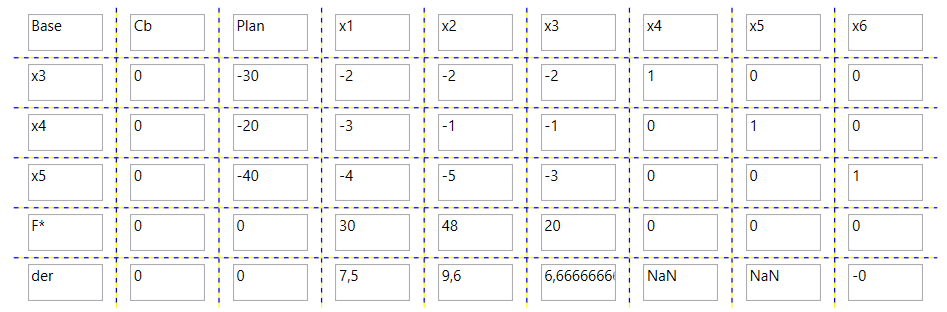 Base Cb Plan x1 x2 x3 x4 x5 x6
x3 0 -30 -2 -2 -2 1 0 0
x4 0 -20 -3 -1 -1 0 1 0
x5 0 -40 -4 -5 -3 0 0 1
F* 0 0 30 48 20 0 0 0
der 0 0 7,5 9,6 6,6666666 NaN NaN -0